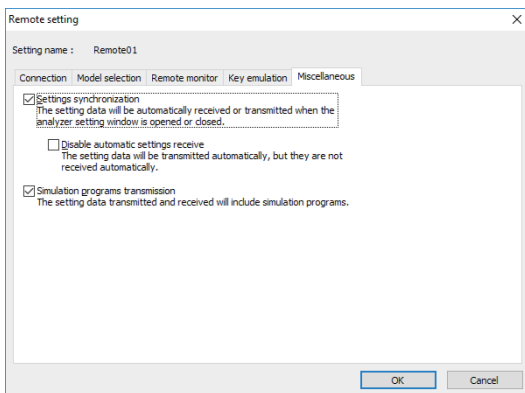 Remote setting
Setting name : Remote01
Connection Model selection Remote monitor Key emulation Miscellaneous
Settings synchronization
The setting data will be automatically received or transmitted when the
analyzer setting window is opened or closed.
Disable automatic settings receive
The setting data will be transmitted automatically, but they are not
received automatically.
Simulation programs transmission
The setting data transmitted and received will include simulation programs.
OK Cancel